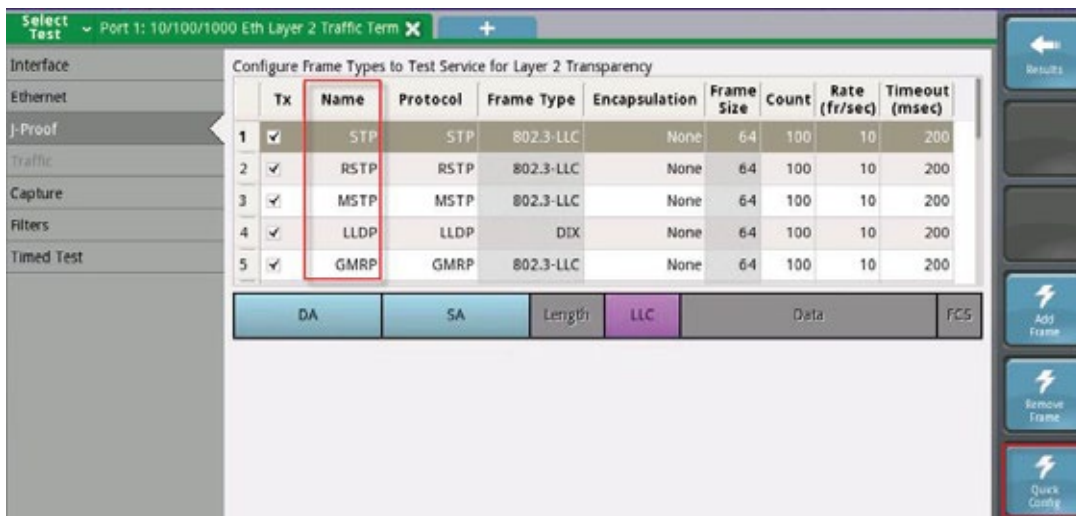 Select Test Port 1: 10/100/1000 Eth Layer 2 Traffic Term X +
Interface
Ethernet
J-Proof
Traffic
Capture
Filters
Timed Test
Configure Frame Types to Test Service for Layer 2 Transparency
Tx Name Protocol Frame Type Encapsulation Frame Size Count Rate (fr/sec) Timeout (msec)
1 STP STP 802.3-LLC None 64 100 10 200
2 RSTP RSTP 802.3-LLC None 64 100 10 200
3 MSTP MSTP 802.3-LLC None 64 100 10 200
4 LLDP LLDP DIX None 64 100 10 200
5 GMRP GMRP 802.3-LLC None 64 100 10 200
DA SA Length LLC Data FCS
Results
Add Frame
Remove Frame
Quick Config